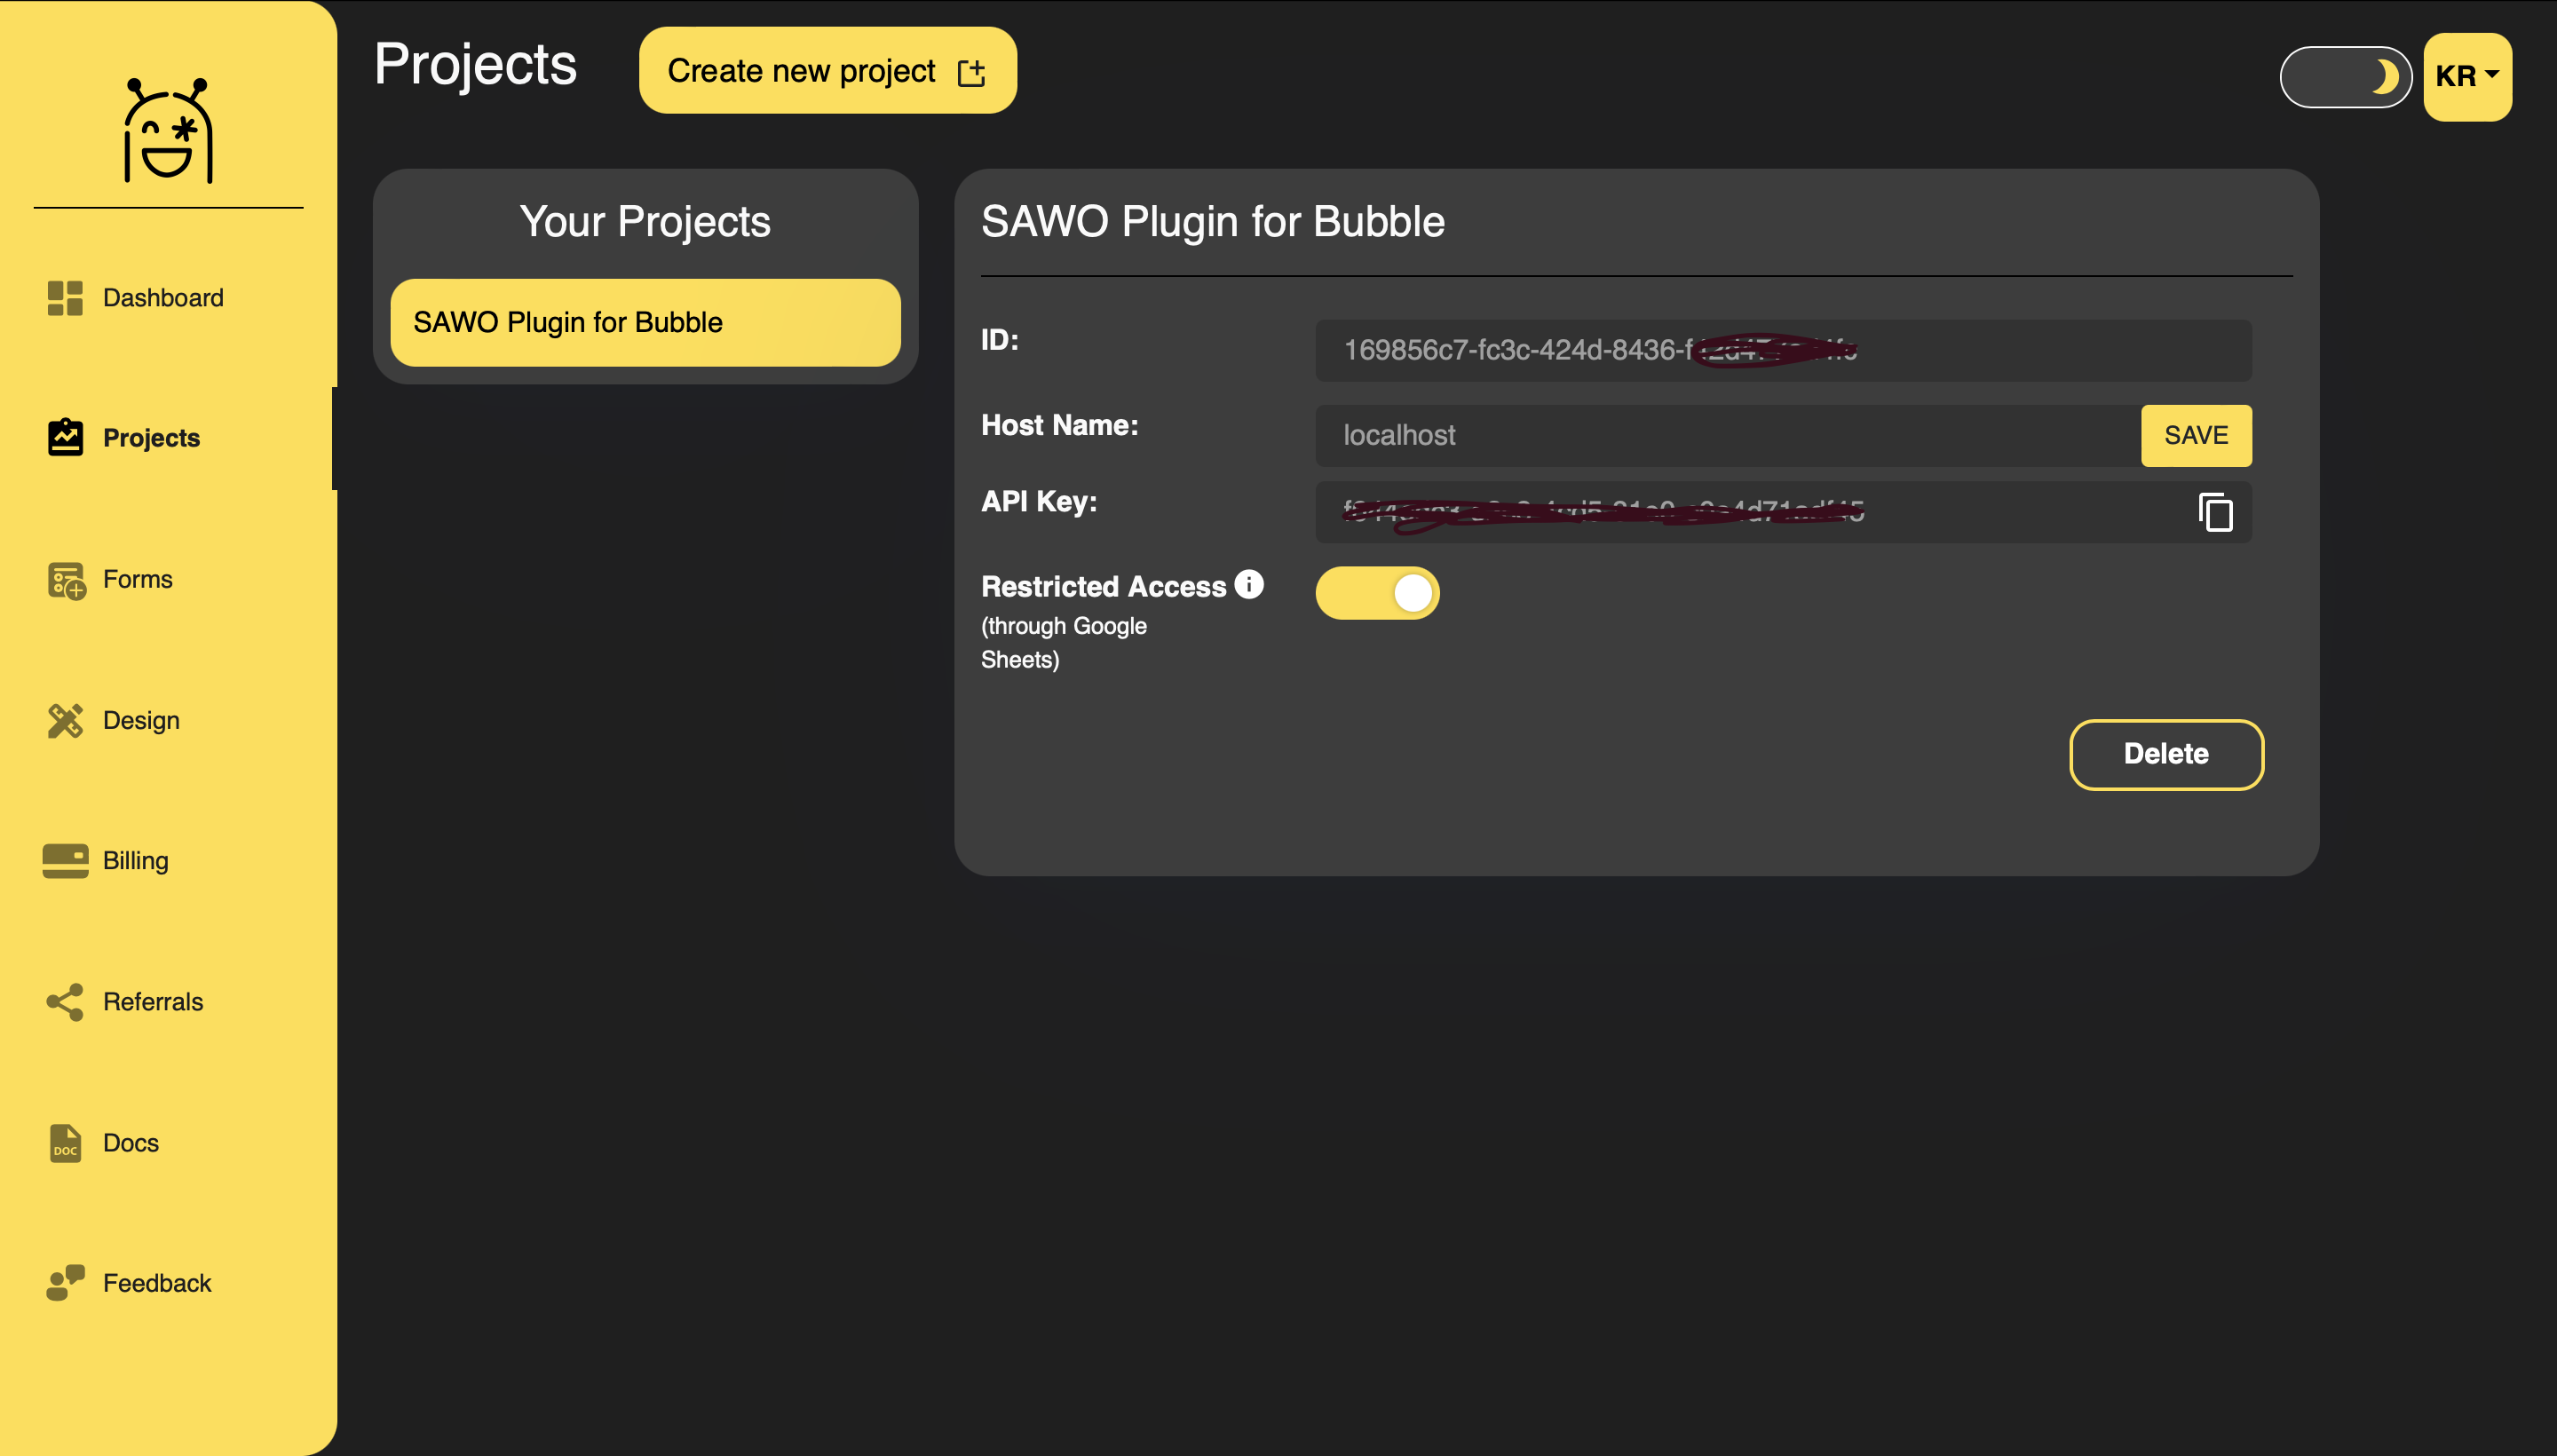 Projects
Create new project
KR
Dashboard
Projects
Forms
Design
Billing
Referrals
DOC
Docs
Feedback
Your Projects
SAWO Plugin for Bubble
SAWO Plugin for Bubble
ID:
169856c7-fc3c-424d-8436-
Host Name:
localhost
SAVE
API Key:
Restricted Access
(through Google
Sheets)
Delete